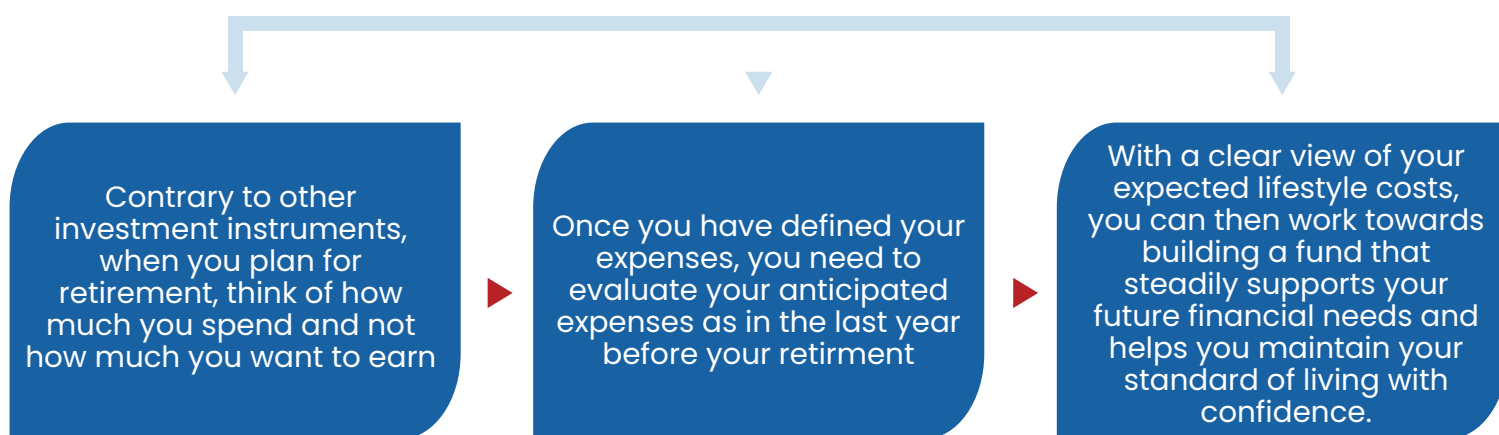 Contrary to other
investment instruments,
when you plan for
retirement, think of how
much you spend and not
how much you want to earn
Once you have defined your
expenses, you need to
evaluate your anticipated
expenses as in the last year
before your retirment
With a clear view of your
expected lifestyle costs,
you can then work towards
building a fund that
steadily supports your
future financial needs and
helps you maintain your
standard of living with
confidence.